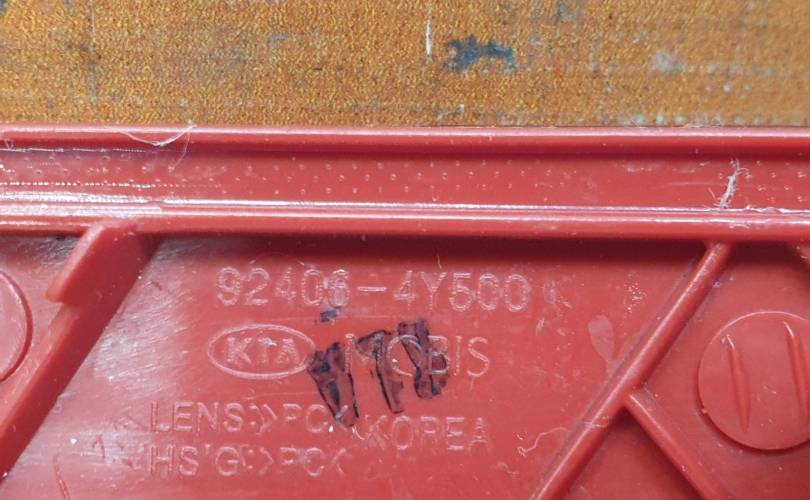 92406-4Y500
KIA MOBIS
LENS:>PC< KOREA
HS'G:>PC<